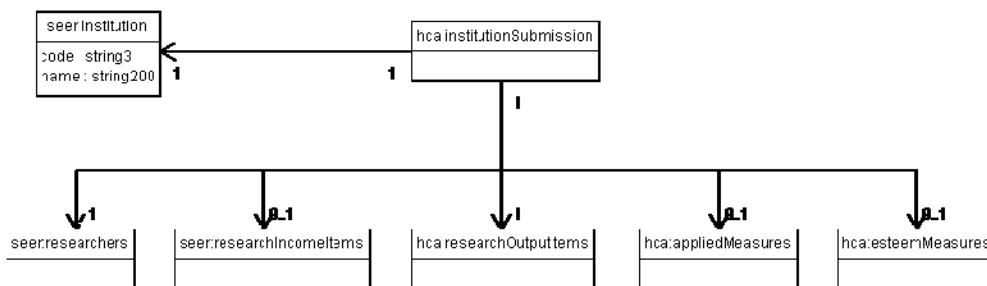 seer institution
hca institutionSubmission
code : string3
name : string200
1
1
1
1
0..1
1
0..1
0..1
seer:researchers
seer:researchIncomeItems
hca researchOutputItems
hca:appliedMeasures
hca:esteemMeasures